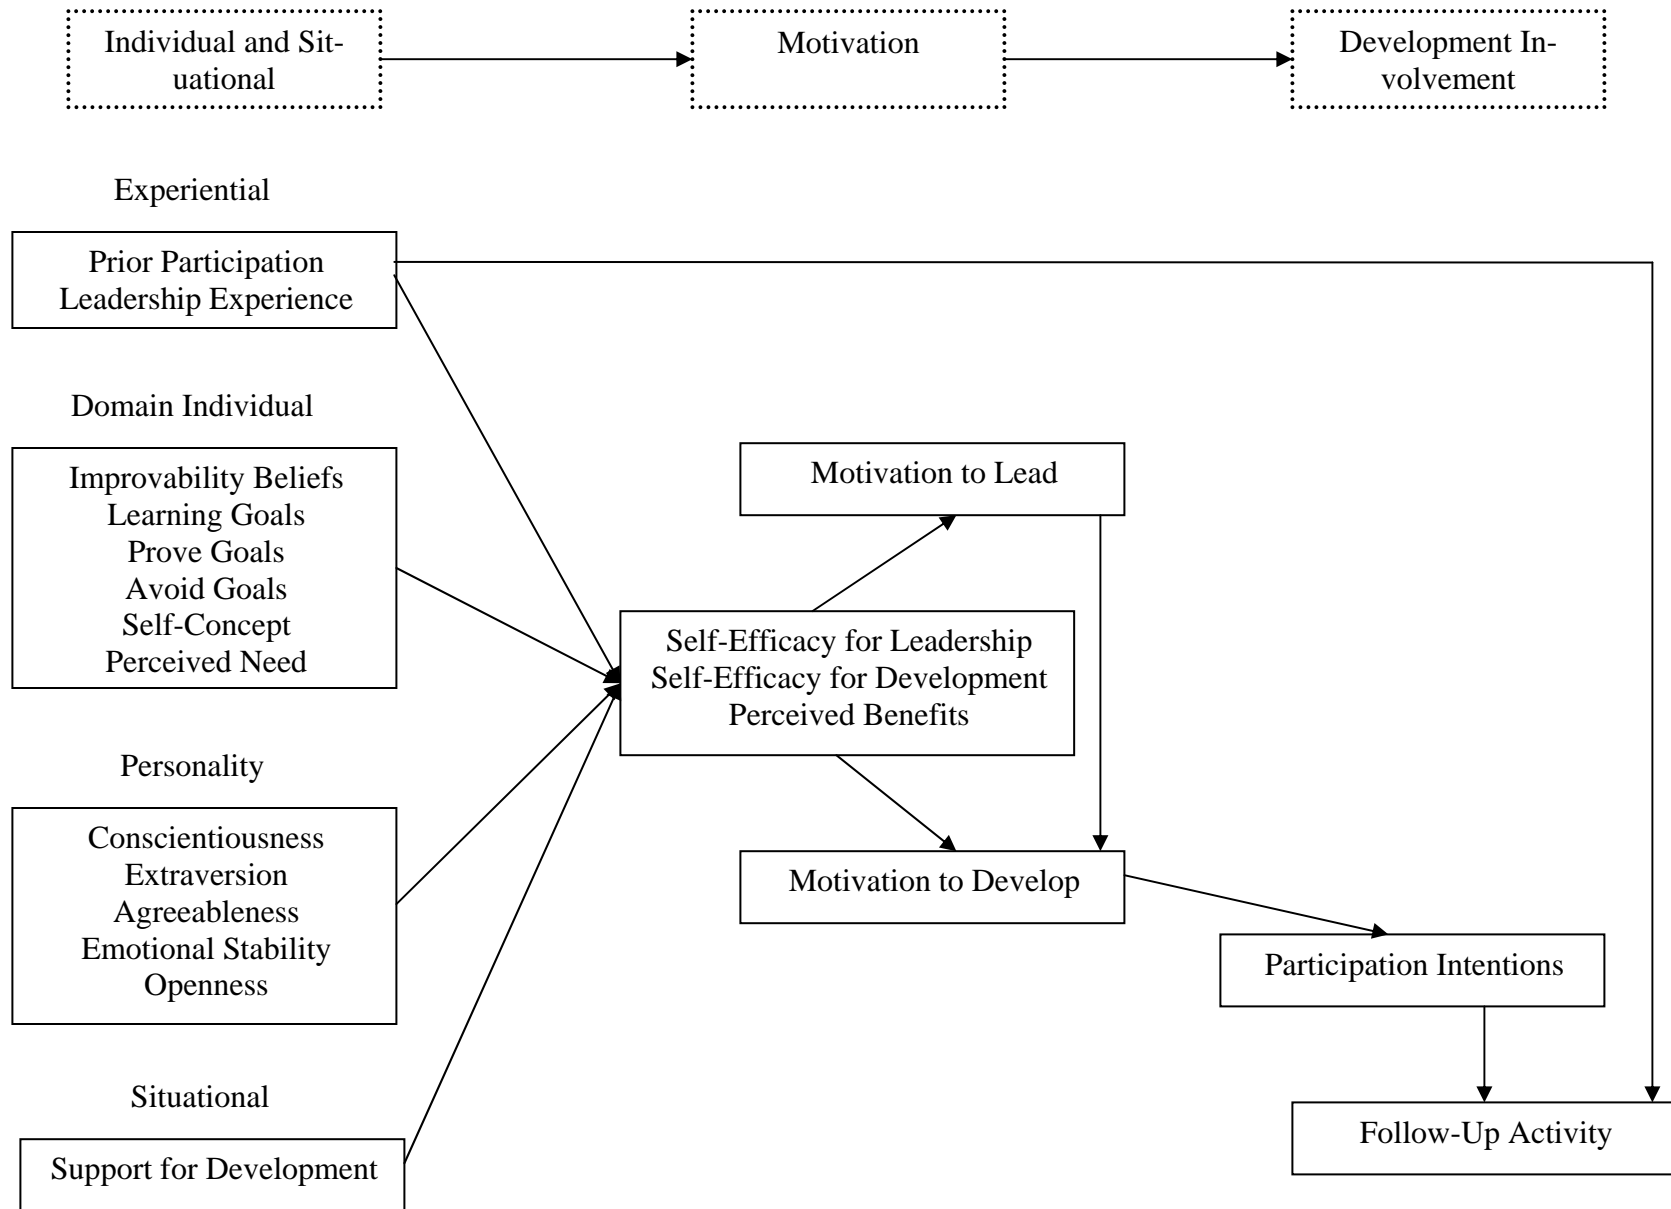 Individual and Sit-
uational
Motivation
Development In-
volvement
Experiential
Prior Participation
Leadership Experience
Domain Individual
Improvability Beliefs
Learning Goals
Prove Goals
Avoid Goals
Self-Concept
Perceived Need
Motivation to Lead
Self-Efficacy for Leadership
Self-Efficacy for Development
Perceived Benefits
Personality
Conscientiousness
Extraversion
Agreeableness
Emotional Stability
Openness
Motivation to Develop
Participation Intentions
Situational
Support for Development
Follow-Up Activity